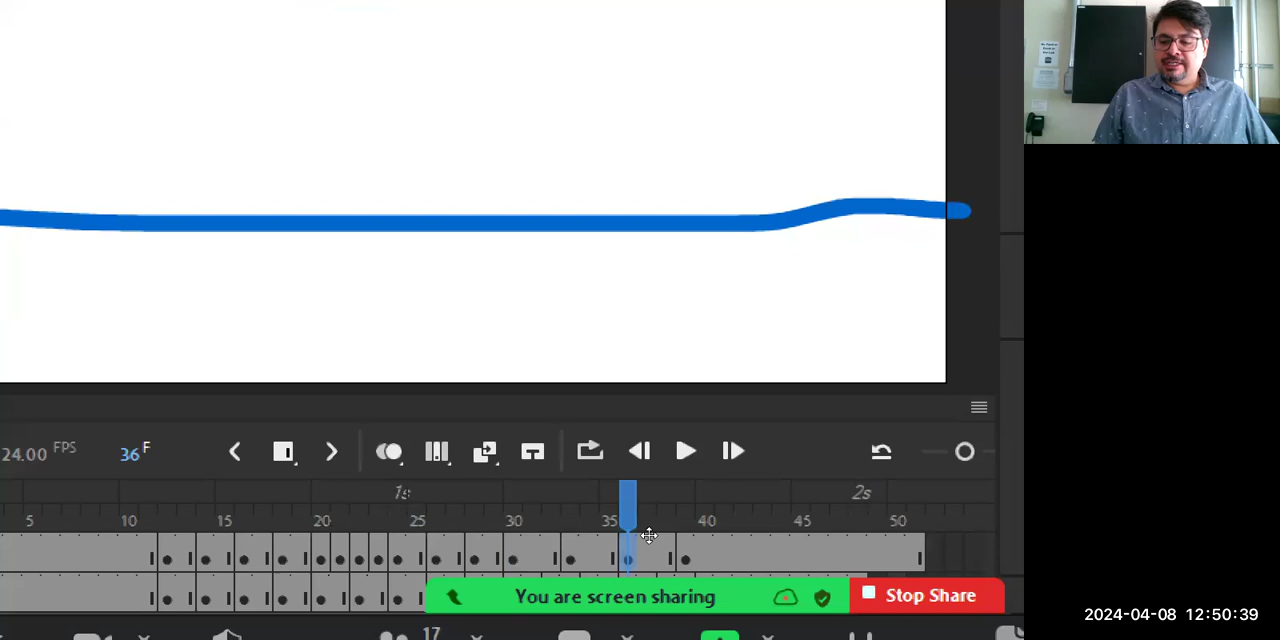 24.00 FPS 36 F
1s 2s
5 10 15 20 25 30 35 40 45 50
You are screen sharing Stop Share
17
2024-04-08 12:50:39